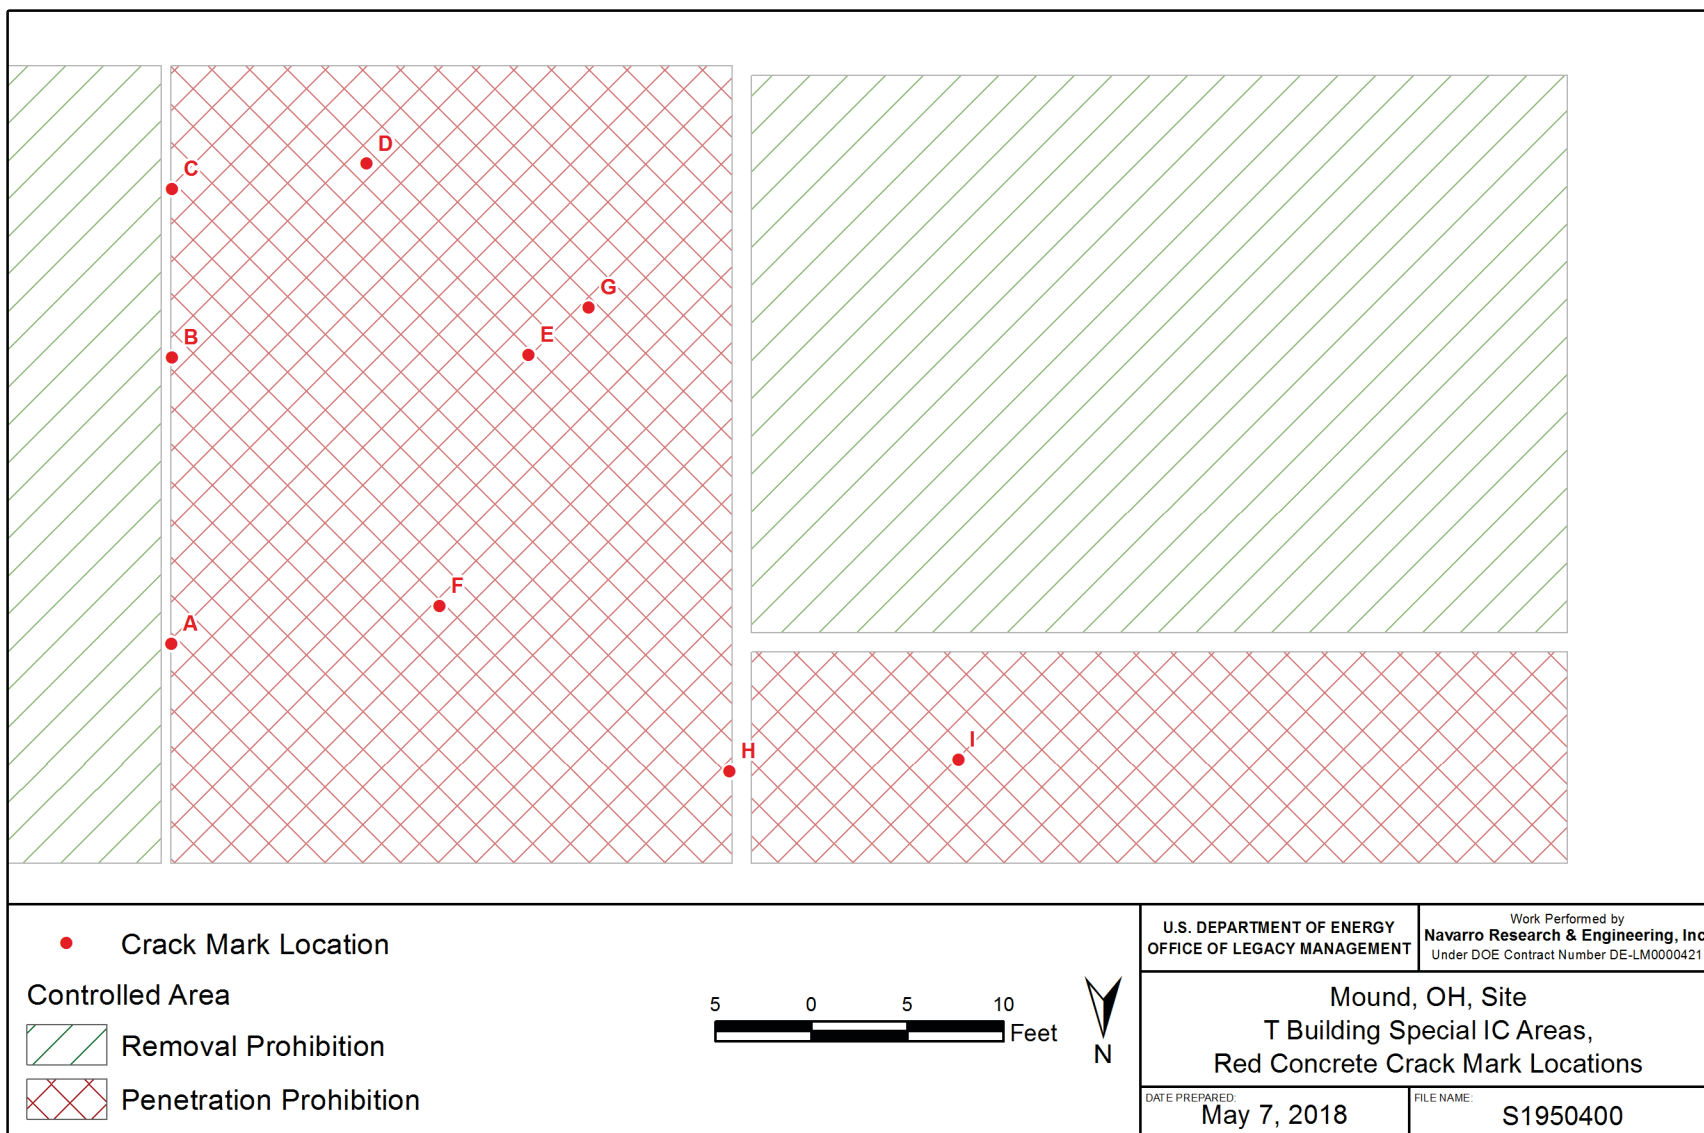 D
C
G
B
E
F
A
H
I
Crack Mark Location
Controlled Area
Removal Prohibition
Penetration Prohibition
5 0 5 10
Feet
N
U.S. DEPARTMENT OF ENERGY
OFFICE OF LEGACY MANAGEMENT
Work Performed by
Navarro Research & Engineering, Inc
Under DOE Contract Number DE-LM0000421
Mound, OH, Site
T Building Special IC Areas,
Red Concrete Crack Mark Locations
DATE PREPARED:
May 7, 2018
FILE NAME:
S1950400